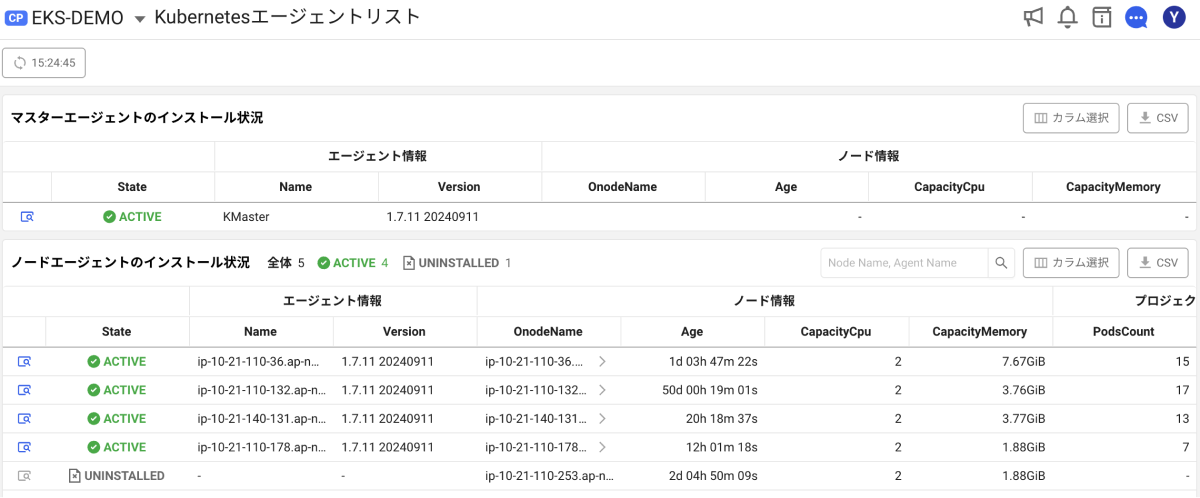 CP EKS-DEMO Kubernetesエージェントリスト Y
15:24:45
マスターエージェントのインストール状況 カラム選択 CSV
エージェント情報 ノード情報
State Name Version OnodeName Age CapacityCpu CapacityMemory
ACTIVE KMaster 1.7.11 20240911 - - -
ノードエージェントのインストール状況 全体 5 ACTIVE 4 UNINSTALLED 1 Node Name, Agent Name カラム選択 CSV
エージェント情報 ノード情報 プロジェク
State Name Version OnodeName Age CapacityCpu CapacityMemory PodsCount
ACTIVE ip-10-21-110-36.ap-n... 1.7.11 20240911 ip-10-21-110-36.... 1d 03h 47m 22s 2 7.67GiB 15
ACTIVE ip-10-21-110-132.ap-n... 1.7.11 20240911 ip-10-21-110-132... 50d 00h 19m 01s 2 3.76GiB 17
ACTIVE ip-10-21-140-131.ap-n... 1.7.11 20240911 ip-10-21-140-131... 20h 18m 37s 2 3.77GiB 13
ACTIVE ip-10-21-110-178.ap-n... 1.7.11 20240911 ip-10-21-110-178... 12h 01m 18s 2 1.88GiB 7
UNINSTALLED - - ip-10-21-110-253.ap-n... 2d 04h 50m 09s 2 1.88GiB -